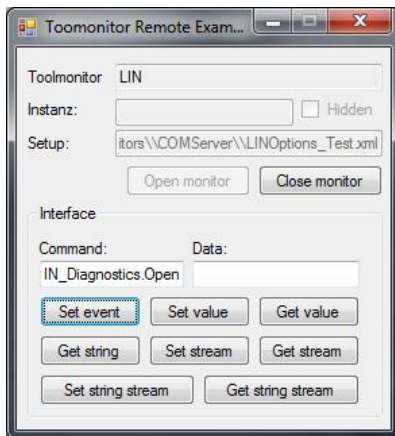 Toomonitor Remote Exam...
Toolmonitor LIN
Instanz: Hidden
Setup: itors\\COMServer\\LINOptions_Test.xml
Open monitor Close monitor
Interface
Command: Data:
IN_Diagnostics.Open
Set event Set value Get value
Get string Set stream Get stream
Set string stream Get string stream